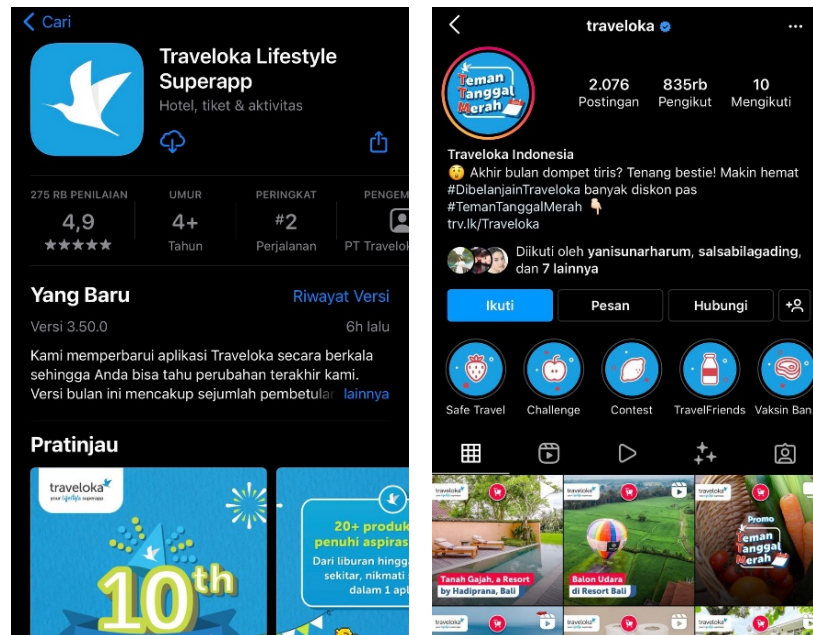 Cari
Traveloka Lifestyle
Superapp
Hotel, tiket & aktivitas
275 RB PENILAIAN
4,9
UMUR
4+
Tahun
PERINGKAT
#2
Perjalanan
PENGEM
PT Travelok
Yang Baru
Riwayat Versi
Versi 3.50.0
6h lalu
Kami memperbarui aplikasi Traveloka secara berkala
sehingga Anda bisa tahu perubahan terakhir kami.
Versi bulan ini mencakup sejumlah pembetular lainnya
Pratinjau
traveloka
your lifestyle superapp
10th
20+ produk
penuhi aspiras
Dari liburan hingga
sekitar, nikmati
dalam 1 apl
traveloka
Teman
Tanggal
Merah
2.076
Postingan
835rb
Pengikut
10
Mengikuti
Traveloka Indonesia
😲 Akhir bulan dompet tiris? Tenang bestie! Makin hemat
#DibelanjainTraveloka banyak diskon pas
#TemanTanggalMerah 👇🏻
trv.lk/Traveloka
Diikuti oleh yanisunarharum, salsabilagading,
dan 7 lainnya
Ikuti
Pesan
Hubungi
Safe Travel
Challenge
Contest
TravelFriends
Vaksin Ban
traveloka
Tanah Gajah, a Resort
by Hadiprana, Bali
traveloka
Balon Udara
di Resort Bali
traveloka
Promo
Teman
Tanggal
Merah
traveloka
traveloka
traveloka